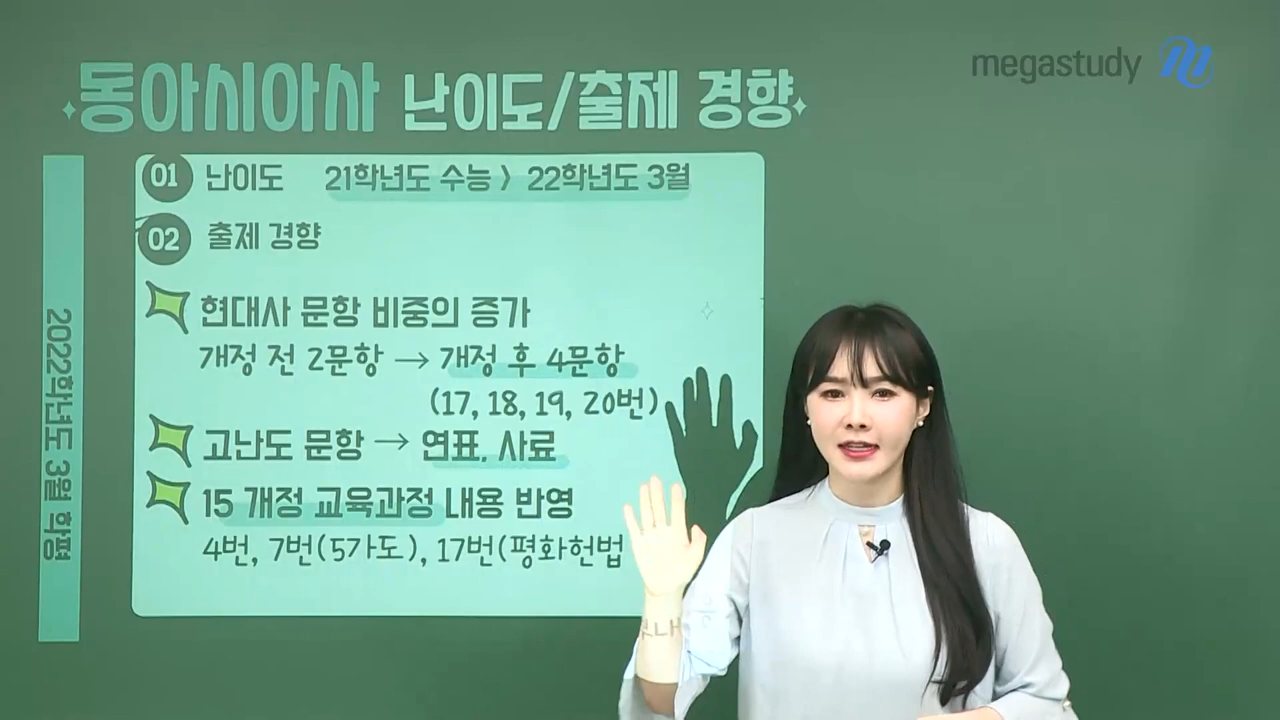 megastudy
동아시아사 난이도/출제 경향
2022학년도 3월 학평
01 난이도 21학년도 수능 > 22학년도 3월
02 출제 경향
현대사 문항 비중의 증가
개정 전 2문항 → 개정 후 4문항
(17, 18, 19, 20번)
고난도 문항 → 연표, 사료
15 개정 교육과정 내용 반영
4번, 7번(5가도), 17번(평화헌법